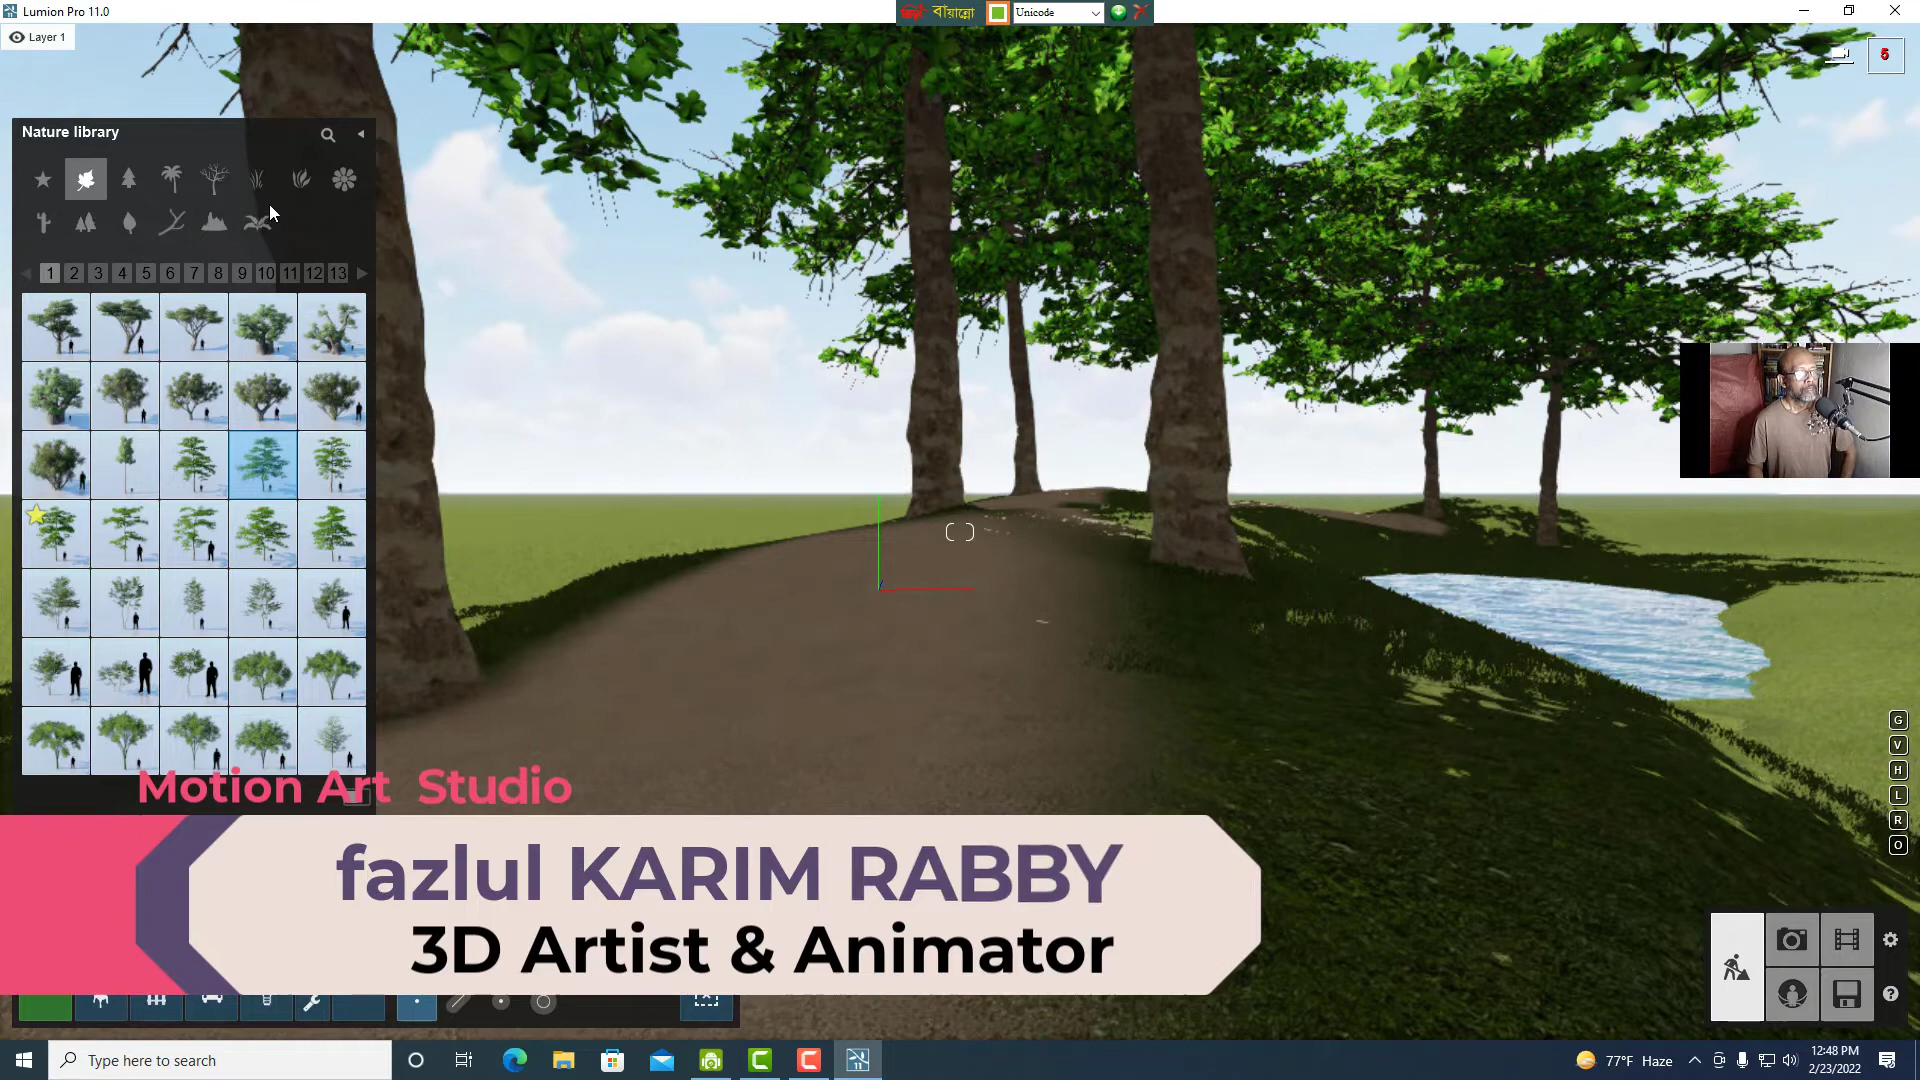 Lumion Pro 11.0
বায়ান্নো
Unicode
Layer 1
5
Nature library
1 2 3 4 5 6 7 8 9 10 11 12 13
G
V
H
L
R
O
Motion Art Studio
fazlul KARIM RABBY
3D Artist & Animator
Type here to search
11
77°F Haze
12:48 PM
2/23/2022